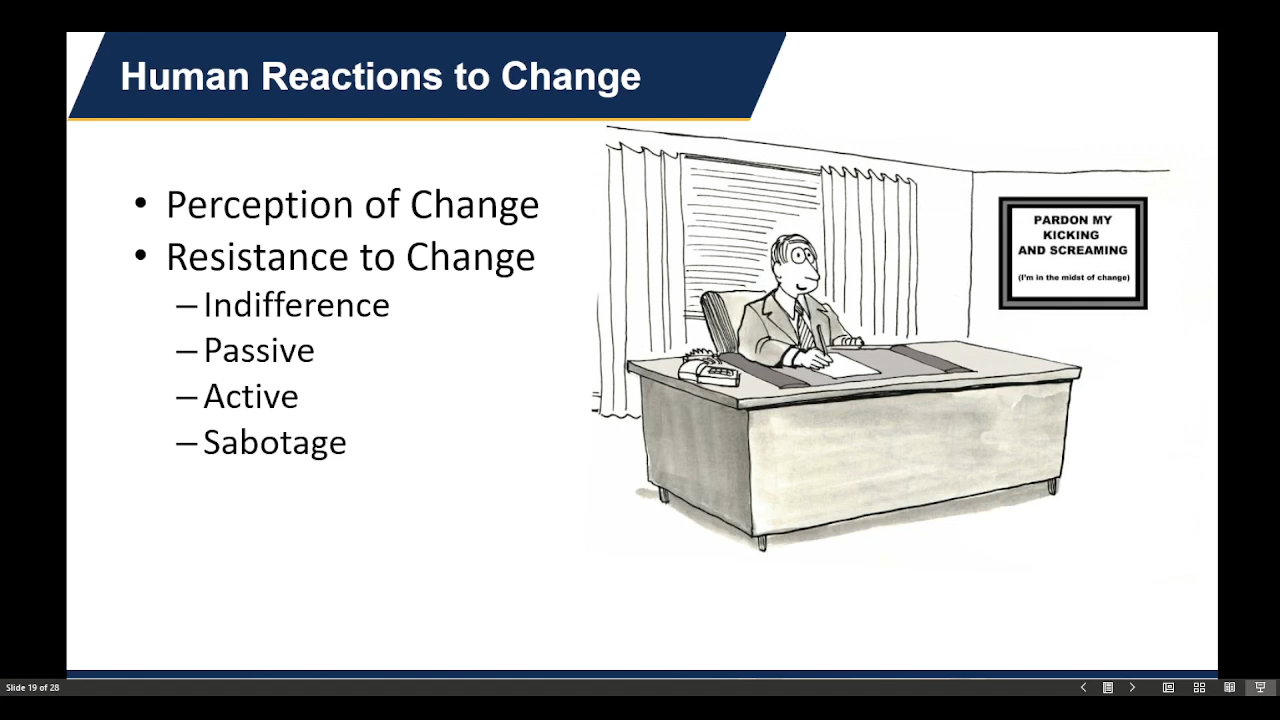 Human Reactions to Change
• Perception of Change
• Resistance to Change
– Indifference
– Passive
– Active
– Sabotage
PARDON MY
KICKING
AND SCREAMING
(I'm in the midst of change)
Slide 19 of 28